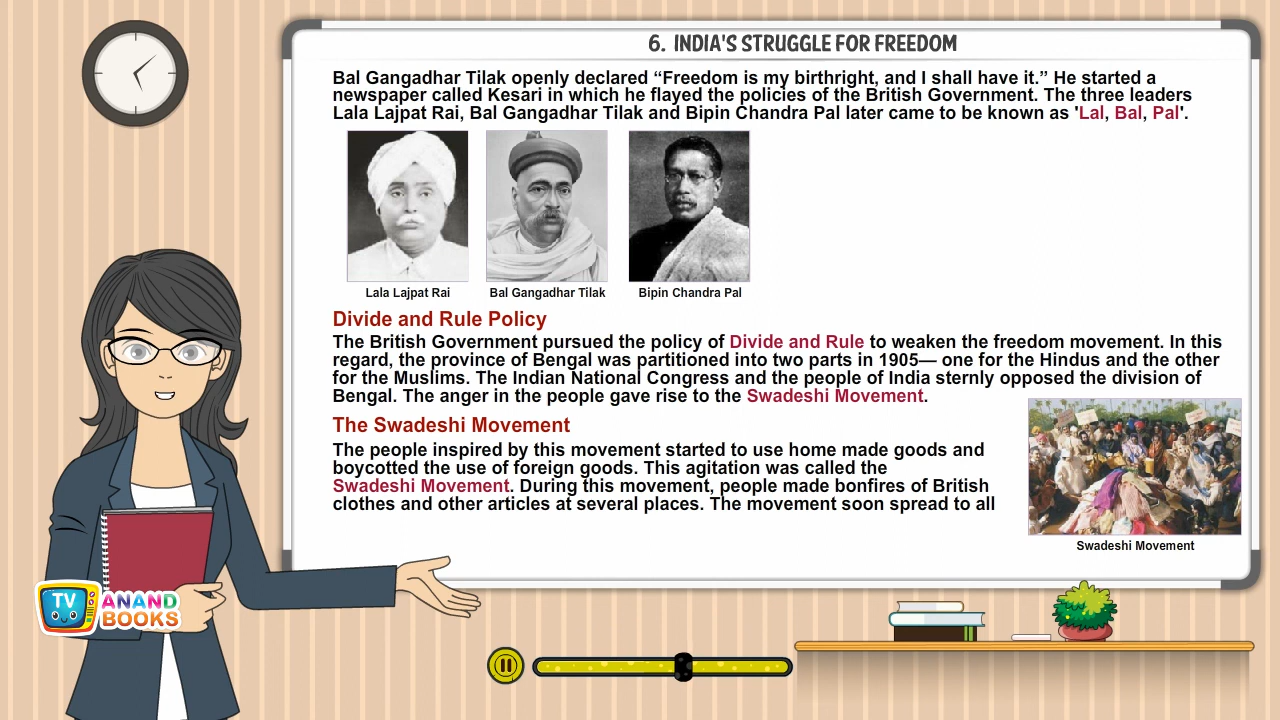 6. INDIA'S STRUGGLE FOR FREEDOM
Bal Gangadhar Tilak openly declared “Freedom is my birthright, and I shall have it.” He started a
newspaper called Kesari in which he flayed the policies of the British Government. The three leaders
Lala Lajpat Rai, Bal Gangadhar Tilak and Bipin Chandra Pal later came to be known as 'Lal, Bal, Pal'.
Lala Lajpat Rai
Bal Gangadhar Tilak
Bipin Chandra Pal
Divide and Rule Policy
The British Government pursued the policy of Divide and Rule to weaken the freedom movement. In this
regard, the province of Bengal was partitioned into two parts in 1905— one for the Hindus and the other
for the Muslims. The Indian National Congress and the people of India sternly opposed the division of
Bengal. The anger in the people gave rise to the Swadeshi Movement.
The Swadeshi Movement
The people inspired by this movement started to use home made goods and
boycotted the use of foreign goods. This agitation was called the
Swadeshi Movement. During this movement, people made bonfires of British
clothes and other articles at several places. The movement soon spread to all
Swadeshi Movement
TV
ANAND
BOOKS